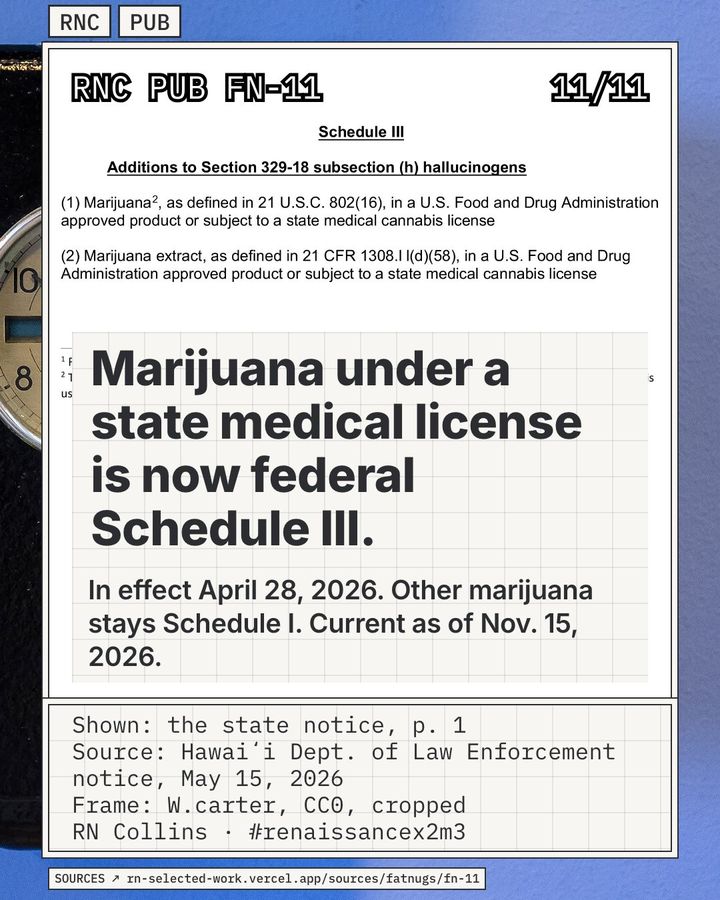 RNC PUB
RNC PUB FN-11 11/11
Schedule III
Additions to Section 329-18 subsection (h) hallucinogens
(1) Marijuana², as defined in 21 U.S.C. 802(16), in a U.S. Food and Drug Administration
approved product or subject to a state medical cannabis license
(2) Marijuana extract, as defined in 21 CFR 1308.I I(d)(58), in a U.S. Food and Drug
Administration approved product or subject to a state medical cannabis license
10
8
Marijuana under a
state medical license
is now federal
Schedule III.
In effect April 28, 2026. Other marijuana
stays Schedule I. Current as of Nov. 15,
2026.
Shown: the state notice, p. 1
Source: Hawaiʻi Dept. of Law Enforcement
notice, May 15, 2026
Frame: W.carter, CC0, cropped
RN Collins · #renaissancex2m3
SOURCES ↗ rn-selected-work.vercel.app/sources/fatnugs/fn-11